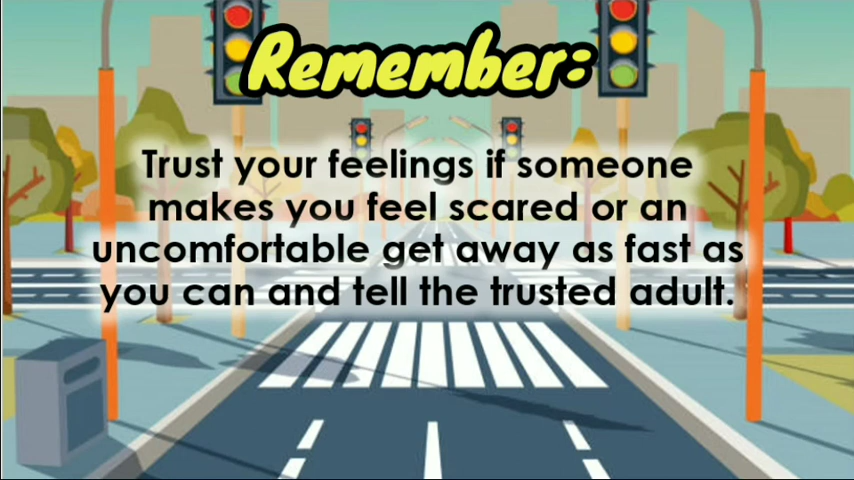 Remember:
Trust your feelings if someone
makes you feel scared or an
uncomfortable get away as fast as
you can and tell the trusted adult.